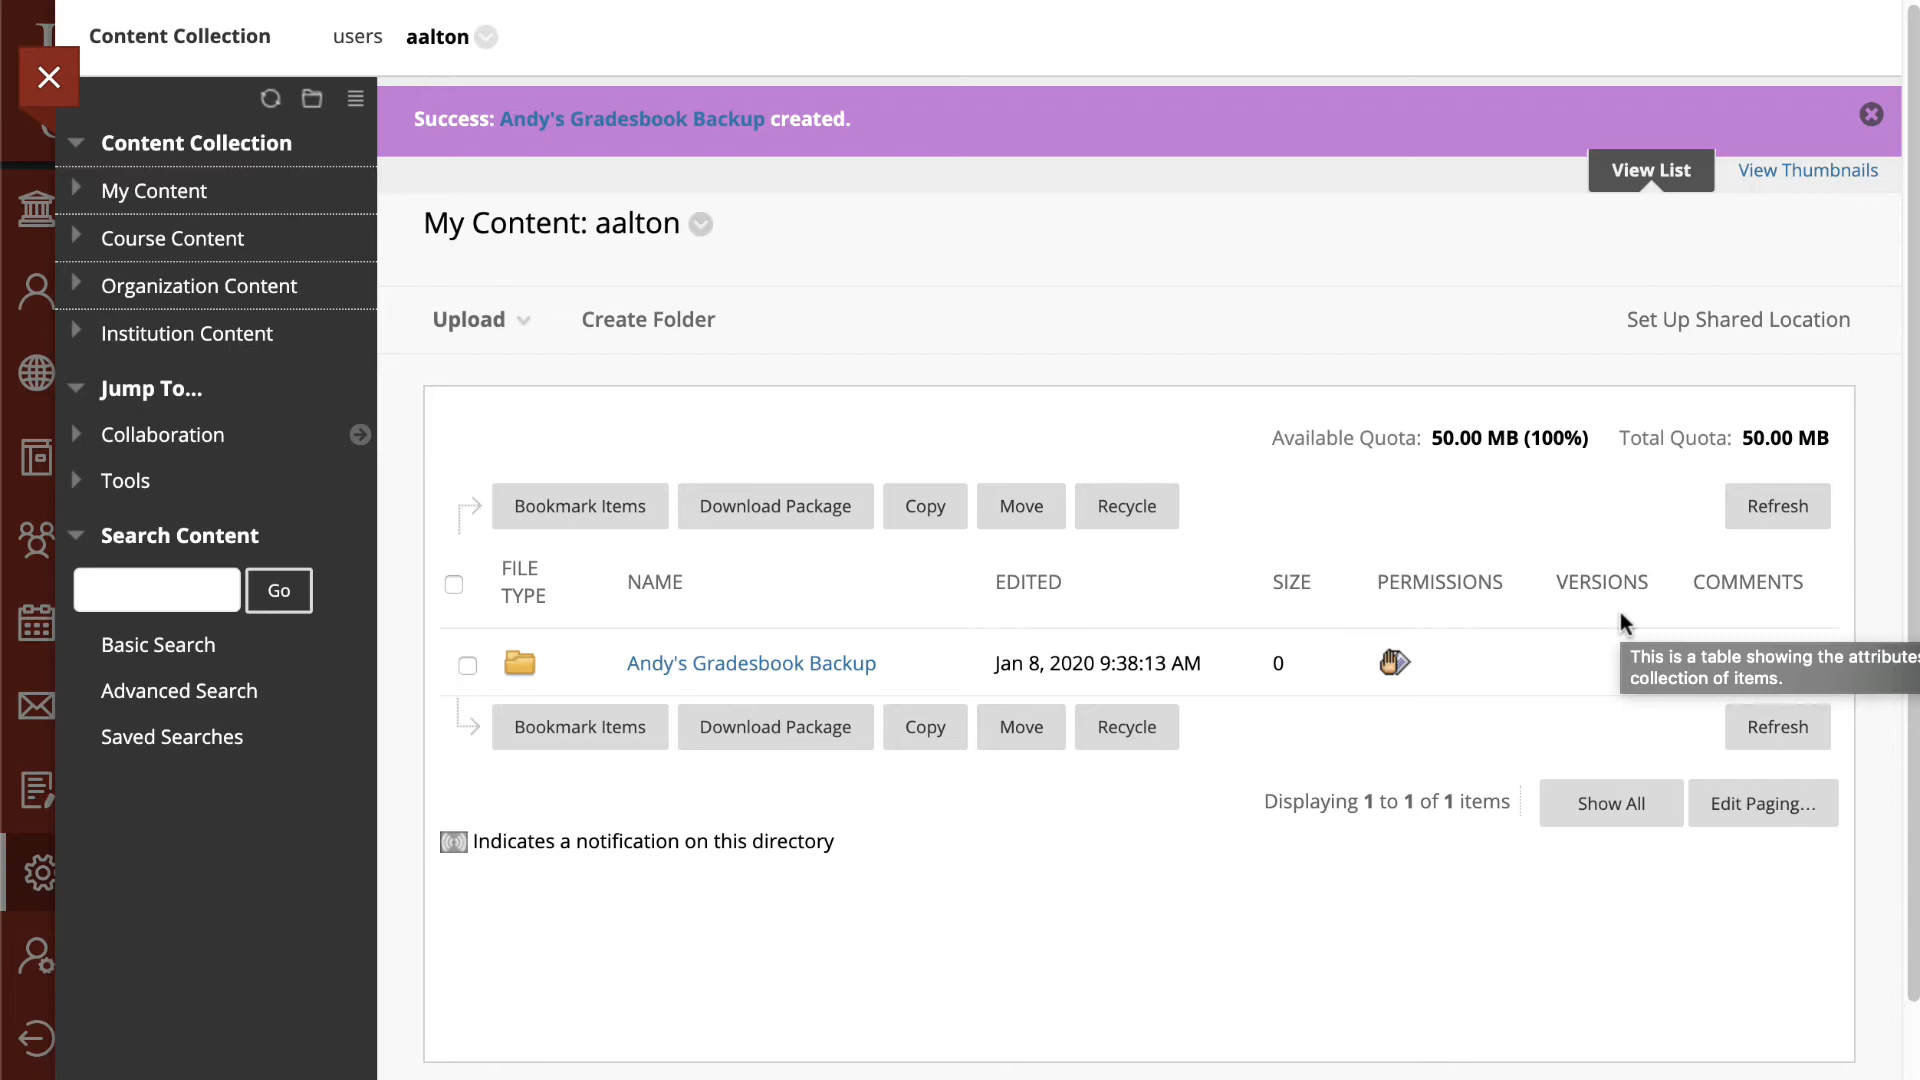 Content Collection users aalton
Success: Andy's Gradesbook Backup created.
View List View Thumbnails
Content Collection
My Content
Course Content
Organization Content
Institution Content
Jump To...
Collaboration
Tools
Search Content
Go
Basic Search
Advanced Search
Saved Searches
My Content: aalton
Upload Create Folder Set Up Shared Location
Available Quota: 50.00 MB (100%) Total Quota: 50.00 MB
Bookmark Items Download Package Copy Move Recycle Refresh
FILE TYPE NAME EDITED SIZE PERMISSIONS VERSIONS COMMENTS
Andy's Gradesbook Backup Jan 8, 2020 9:38:13 AM 0
This is a table showing the attributes
collection of items.
Bookmark Items Download Package Copy Move Recycle Refresh
Displaying 1 to 1 of 1 items Show All Edit Paging...
Indicates a notification on this directory